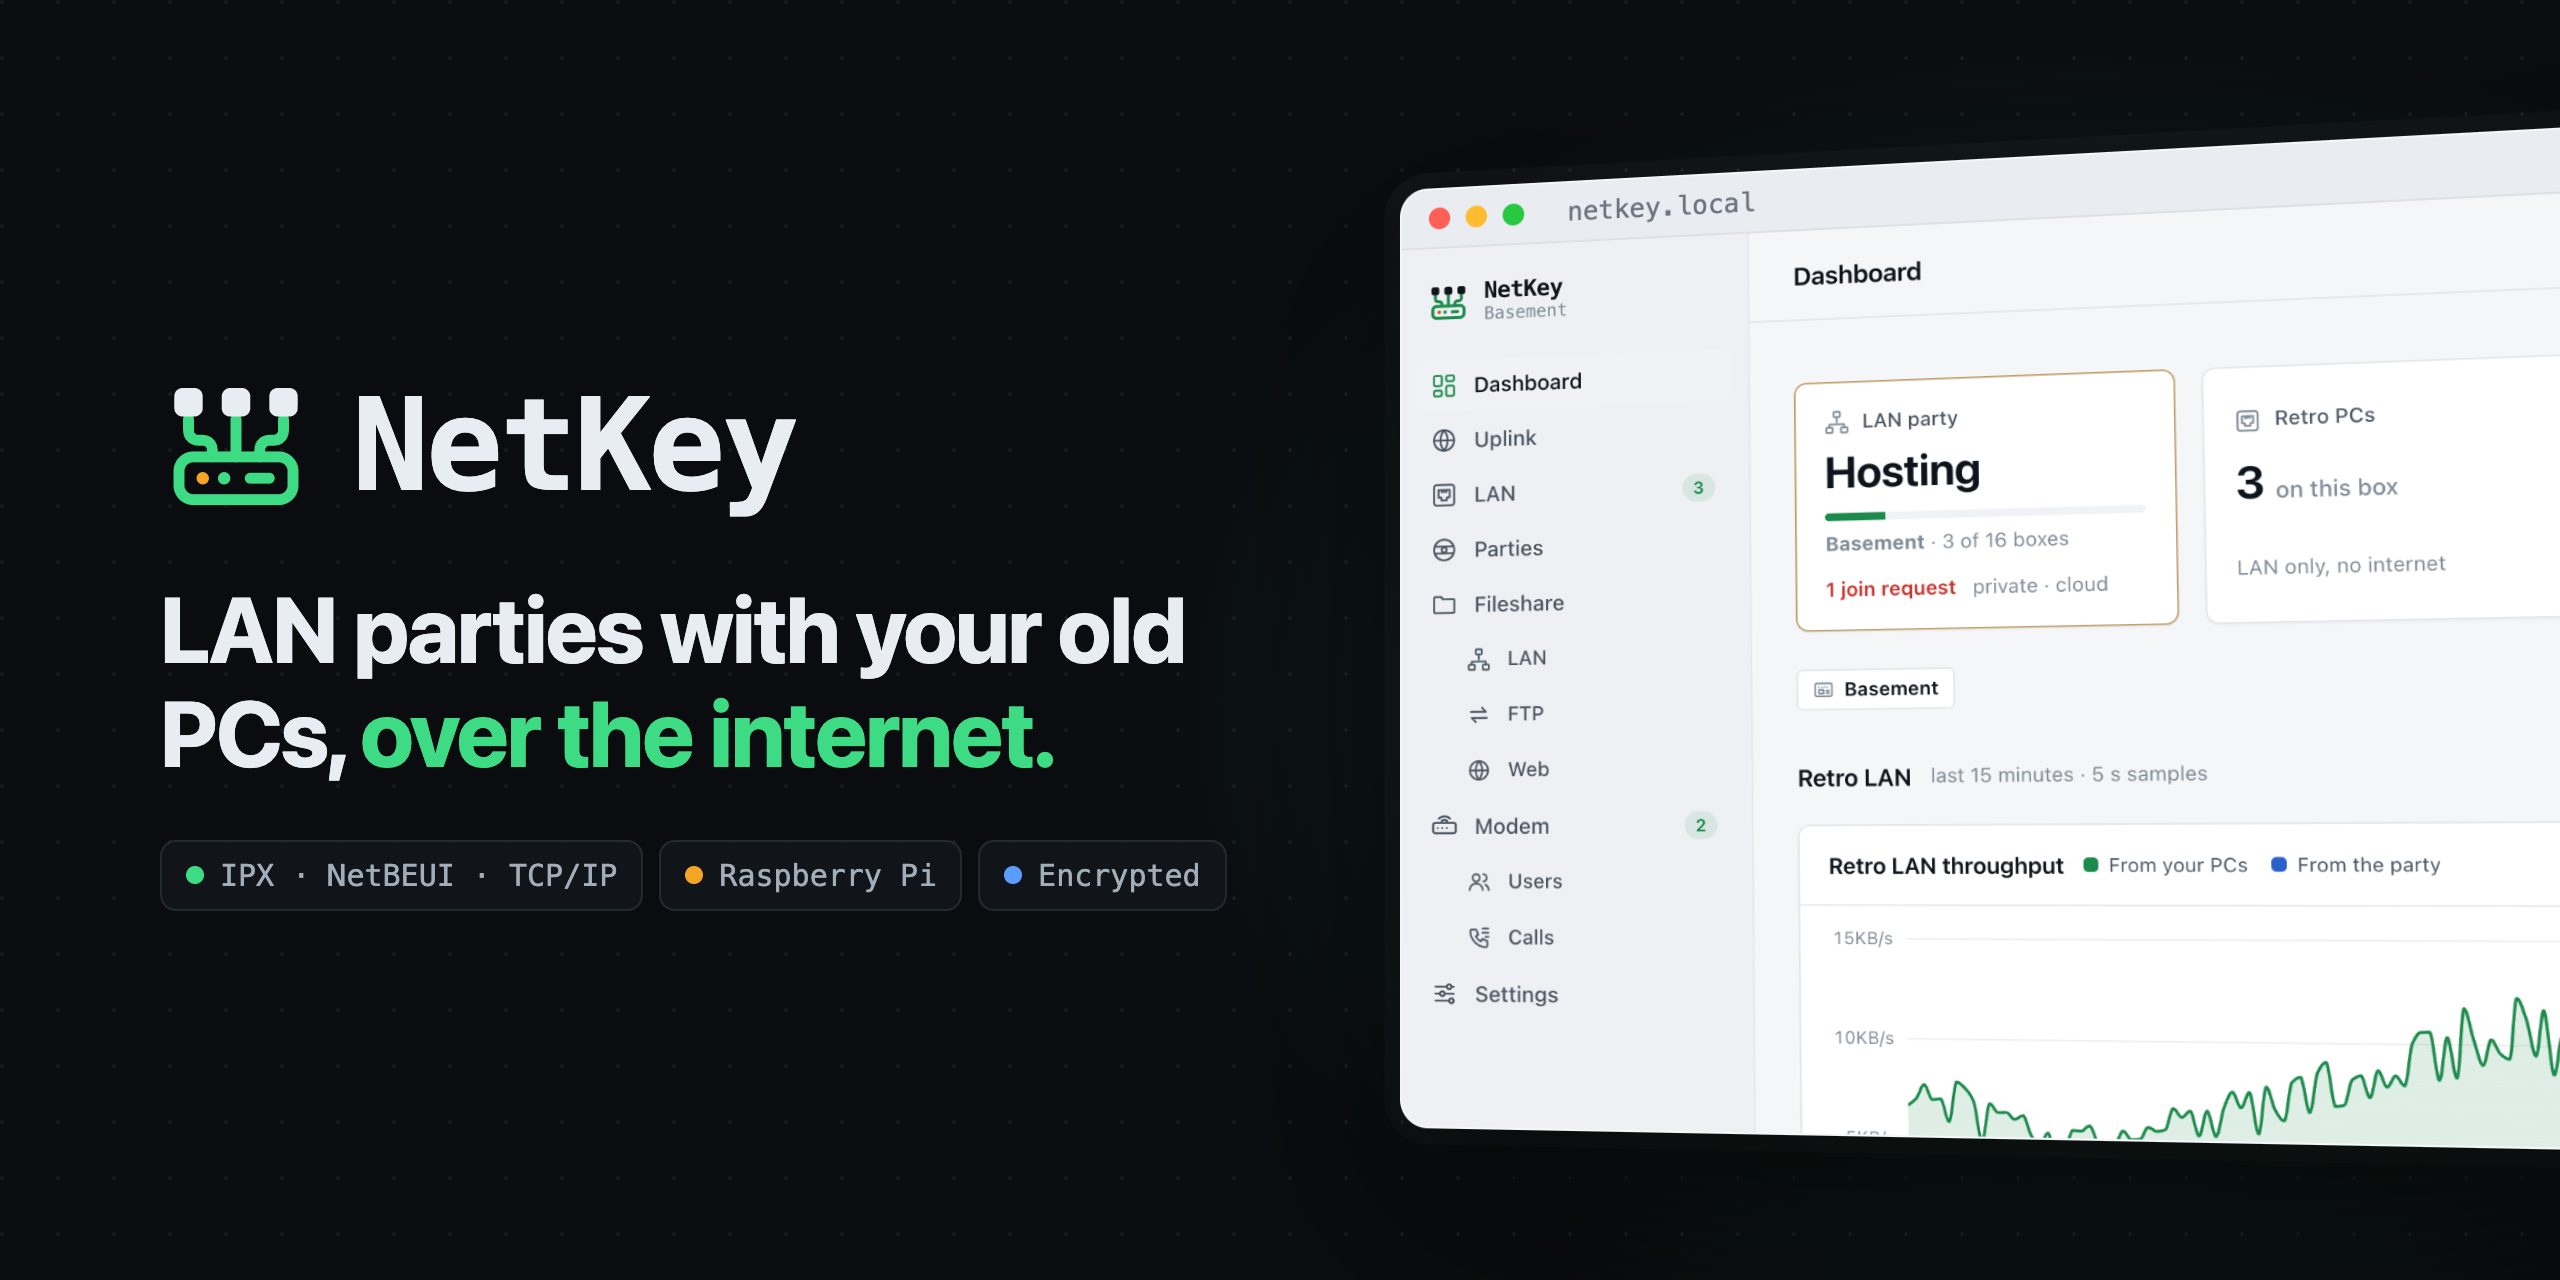 NetKey
LAN parties with your old
PCs, over the internet.
IPX · NetBEUI · TCP/IP
Raspberry Pi
Encrypted
netkey.local
NetKey
Basement
Dashboard
Uplink
LAN
3
Parties
Fileshare
LAN
FTP
Web
Modem
2
Users
Calls
Settings
Dashboard
LAN party
Hosting
Basement · 3 of 16 boxes
1 join request private · cloud
Retro PCs
3 on this box
LAN only, no internet
Basement
Retro LAN last 15 minutes · 5 s samples
Retro LAN throughput From your PCs From the party
15KB/s
10KB/s